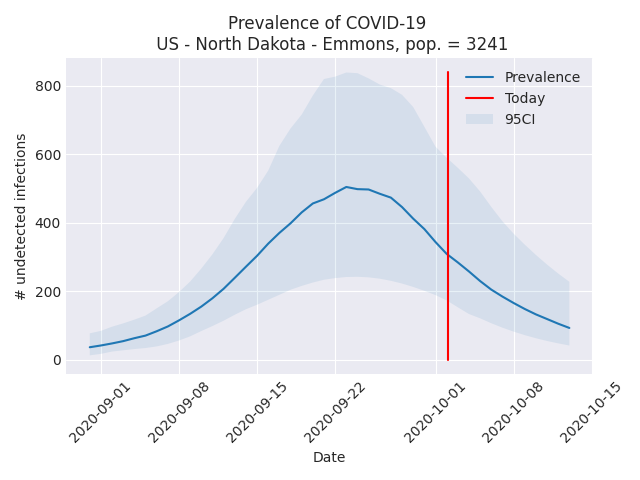 Prevalence of COVID-19
US - North Dakota - Emmons, pop. = 3241
# undetected infections
800
600
400
200
0
Prevalence
Today
95CI
2020-09-01
2020-09-08
2020-09-15
2020-09-22
2020-10-01
2020-10-08
2020-10-15
Date